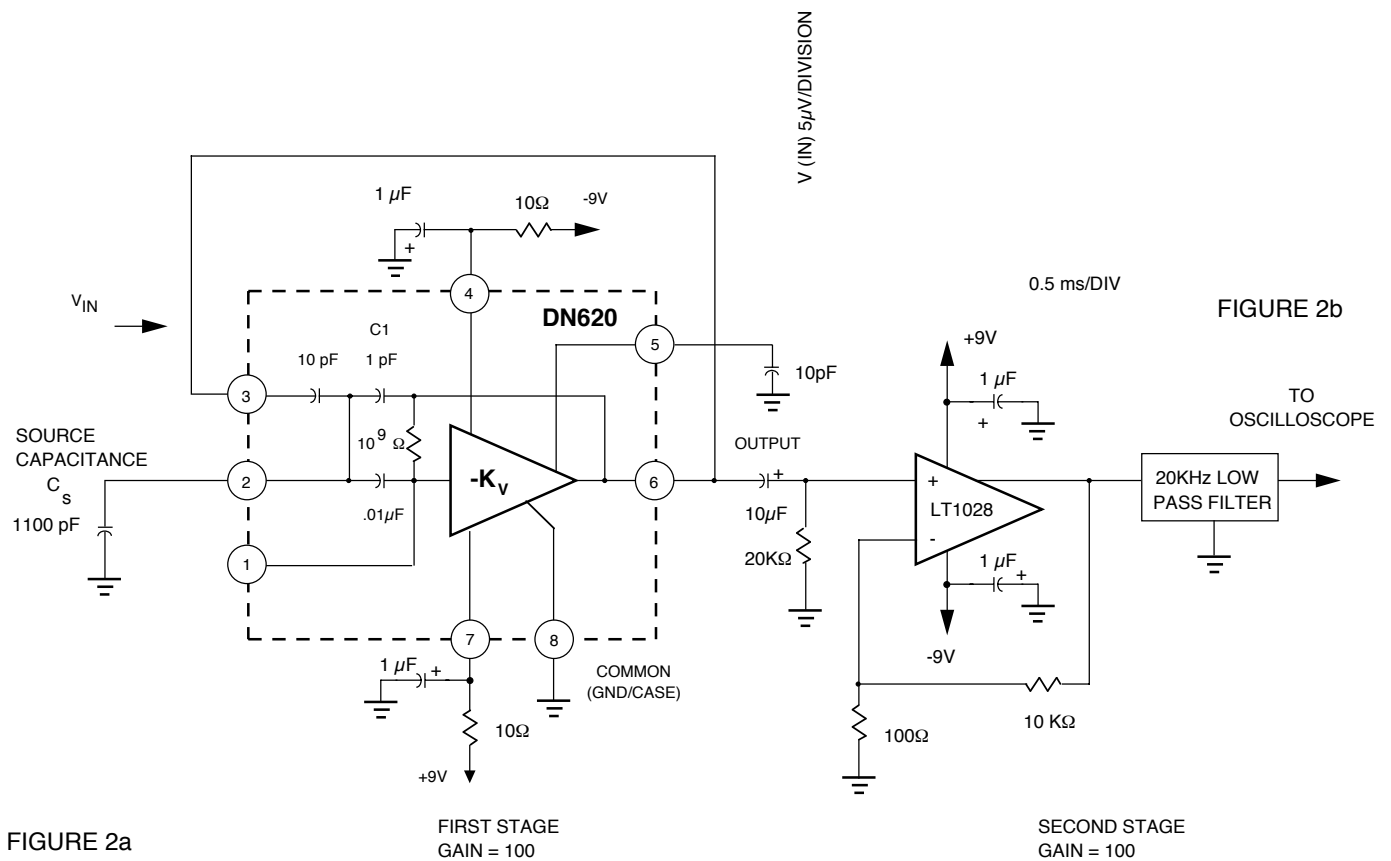 V (IN) 5µV/DIVISION
1 µF
10Ω
-9V
+
4
V_IN
DN620
0.5 ms/DIV
FIGURE 2b
C1
10 pF
1 pF
5
10pF
+9V
1 µF
+
3
10^9 Ω
TO
OSCILLOSCOPE
SOURCE
CAPACITANCE
C_s
1100 pF
2
.01µF
-K_V
6
OUTPUT
+
10µF
20KΩ
+
LT1028
-
20KHz LOW
PASS FILTER
1
1 µF
+
-9V
7
8
1 µF
+
COMMON
(GND/CASE)
10Ω
+9V
100Ω
10 KΩ
FIGURE 2a
FIRST STAGE
GAIN = 100
SECOND STAGE
GAIN = 100